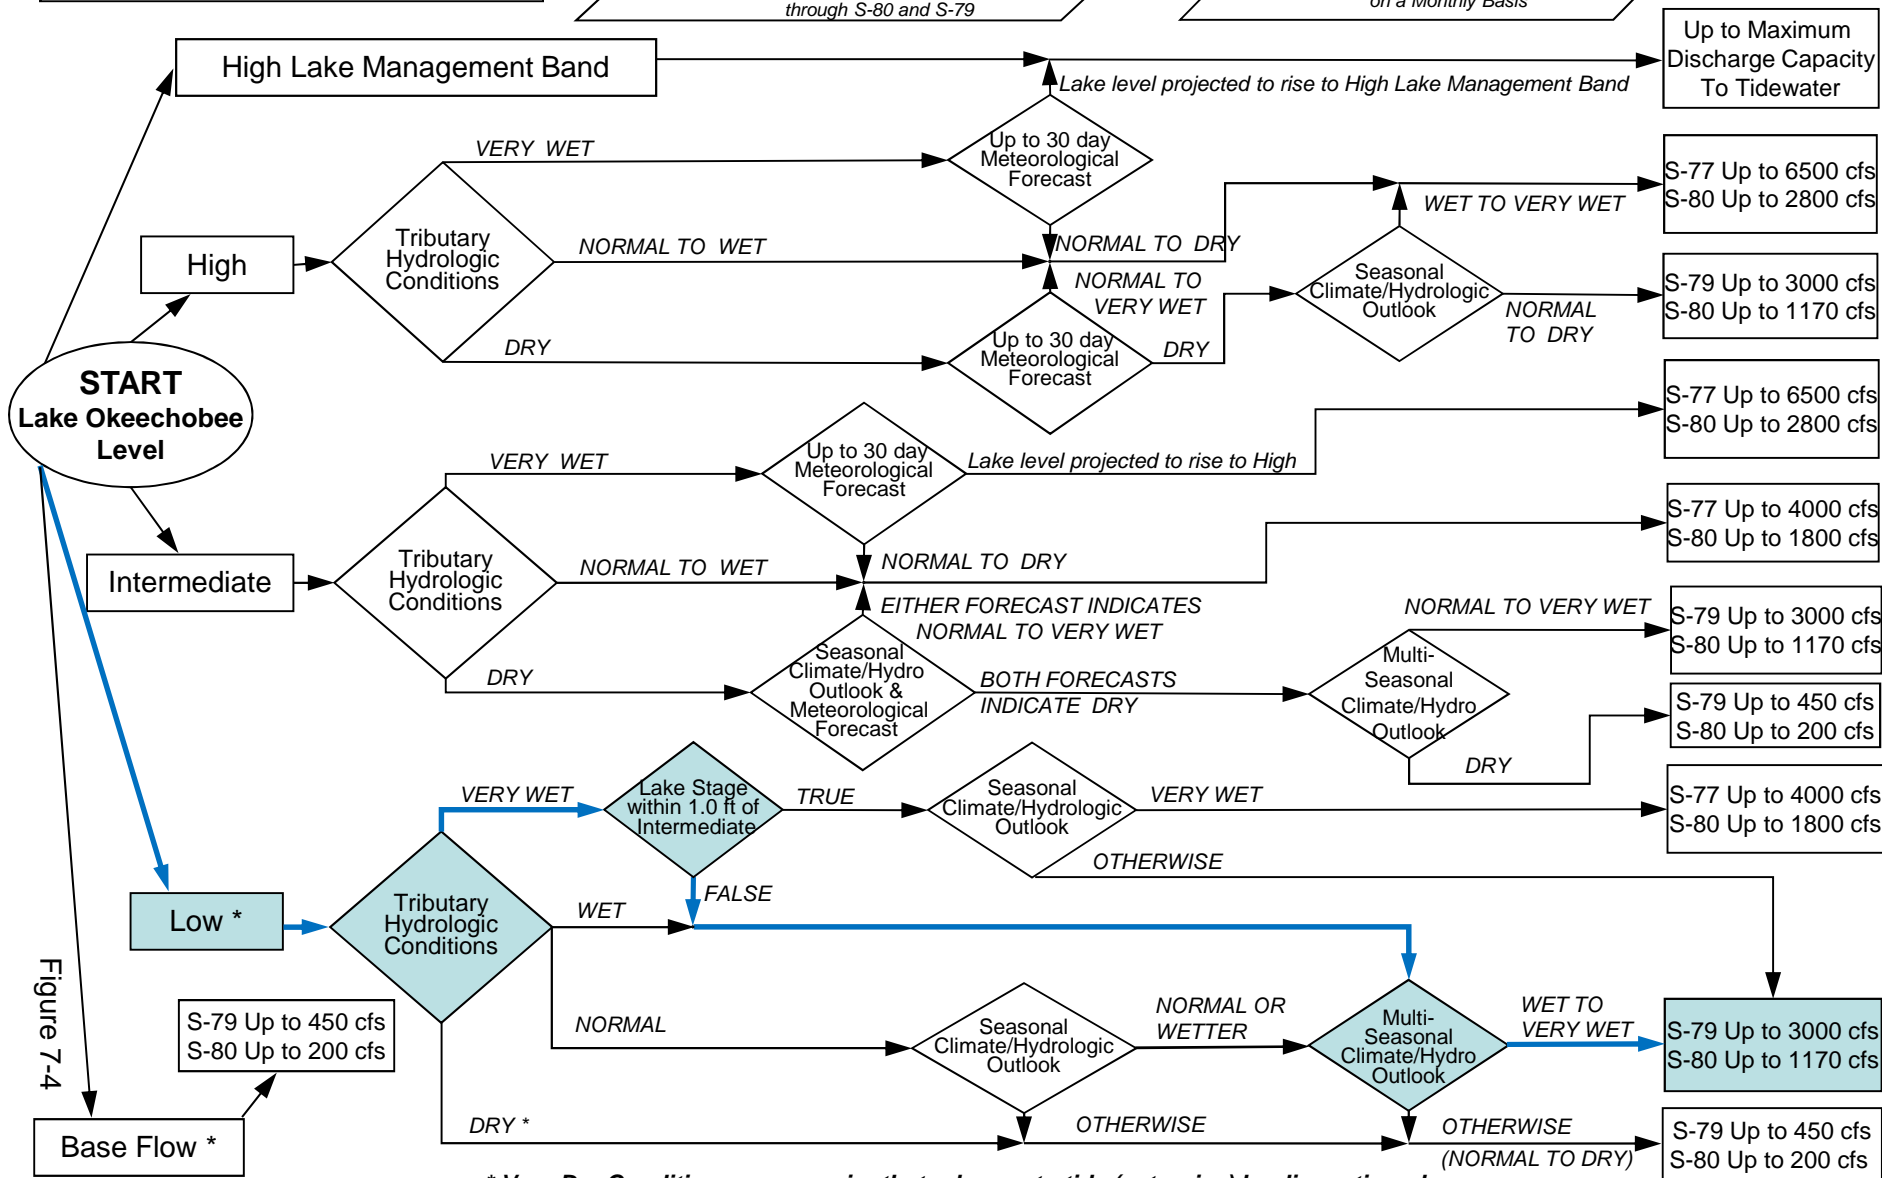 through S-80 and S-79
on a Monthly Basis
High Lake Management Band
Lake level projected to rise to High Lake Management Band
Up to Maximum
Discharge Capacity
To Tidewater
VERY WET
Up to 30 day
Meteorological
Forecast
S-77 Up to 6500 cfs
S-80 Up to 2800 cfs
WET TO VERY WET
High
Tributary
Hydrologic
Conditions
NORMAL TO WET
NORMAL TO DRY
NORMAL TO
VERY WET
Seasonal
Climate/Hydrologic
Outlook
NORMAL
TO DRY
S-79 Up to 3000 cfs
S-80 Up to 1170 cfs
DRY
Up to 30 day
Meteorological
Forecast
DRY
START
Lake Okeechobee
Level
S-77 Up to 6500 cfs
S-80 Up to 2800 cfs
VERY WET
Up to 30 day
Meteorological
Forecast
Lake level projected to rise to High
S-77 Up to 4000 cfs
S-80 Up to 1800 cfs
Intermediate
Tributary
Hydrologic
Conditions
NORMAL TO WET
NORMAL TO DRY
EITHER FORECAST INDICATES
NORMAL TO VERY WET
NORMAL TO VERY WET
S-79 Up to 3000 cfs
S-80 Up to 1170 cfs
DRY
Seasonal
Climate/Hydro
Outlook &
Meteorological
Forecast
BOTH FORECASTS
INDICATE DRY
Multi-
Seasonal
Climate/Hydro
Outlook
DRY
S-79 Up to 450 cfs
S-80 Up to 200 cfs
VERY WET
Lake Stage
within 1.0 ft of
Intermediate
TRUE
Seasonal
Climate/Hydrologic
Outlook
VERY WET
S-77 Up to 4000 cfs
S-80 Up to 1800 cfs
OTHERWISE
FALSE
Low *
Tributary
Hydrologic
Conditions
WET
NORMAL
Seasonal
Climate/Hydrologic
Outlook
NORMAL OR
WETTER
Multi-
Seasonal
Climate/Hydro
Outlook
WET TO
VERY WET
S-79 Up to 3000 cfs
S-80 Up to 1170 cfs
Figure 7-4
S-79 Up to 450 cfs
S-80 Up to 200 cfs
Base Flow *
DRY *
OTHERWISE
OTHERWISE
(NORMAL TO DRY)
S-79 Up to 450 cfs
S-80 Up to 200 cfs